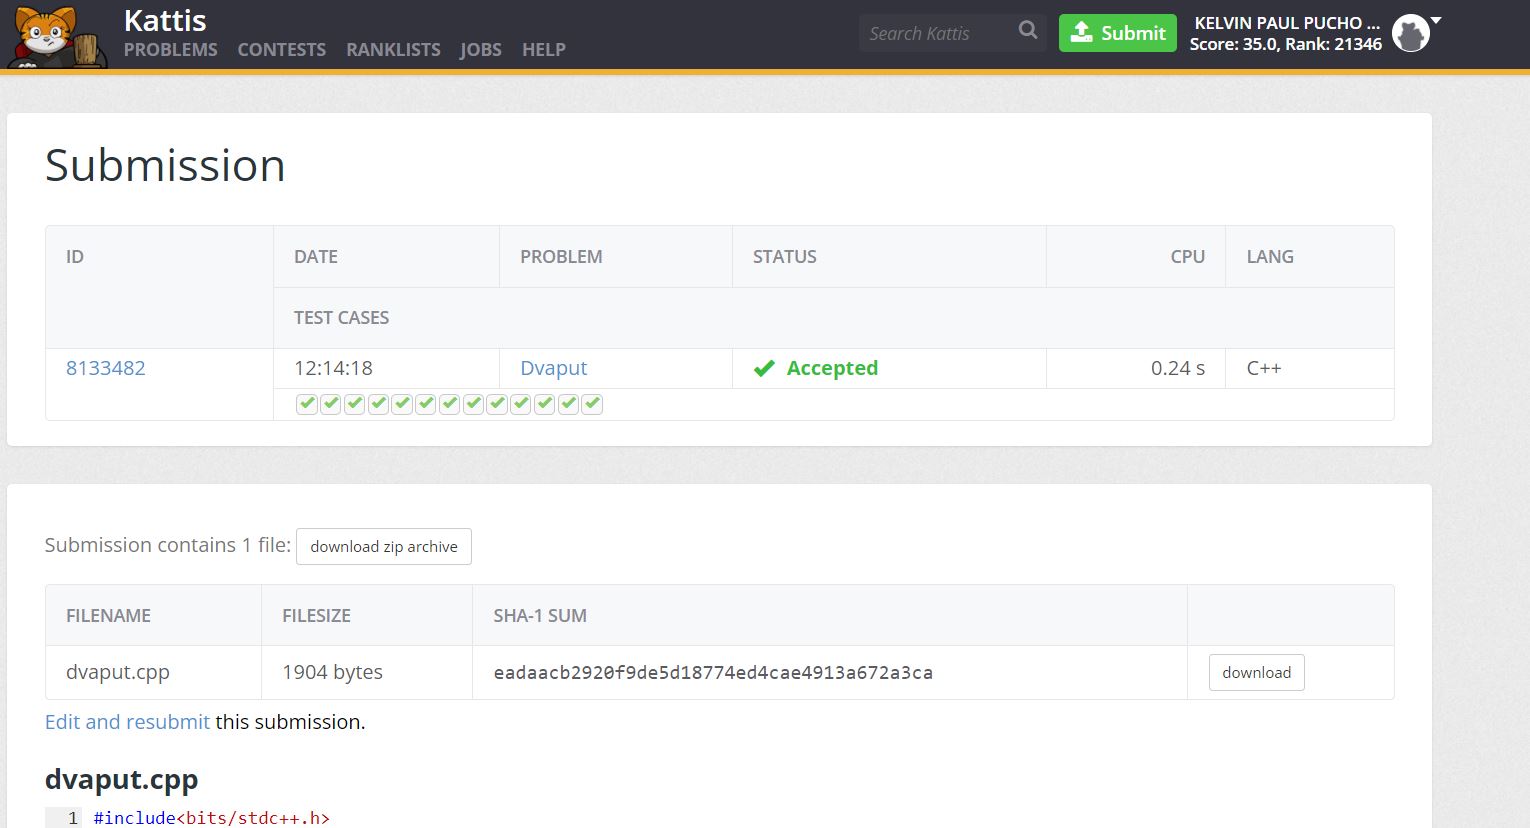 Kattis
PROBLEMS CONTESTS RANKLISTS JOBS HELP
Search Kattis
Submit
KELVIN PAUL PUCHO ...
Score: 35.0, Rank: 21346
Submission
ID DATE PROBLEM STATUS CPU LANG
TEST CASES
8133482 12:14:18 Dvaput Accepted 0.24 s C++
Submission contains 1 file: download zip archive
FILENAME FILESIZE SHA-1 SUM
dvaput.cpp 1904 bytes eadaacb2920f9de5d18774ed4cae4913a672a3ca download
Edit and resubmit this submission.
dvaput.cpp
1 #include<bits/stdc++.h>